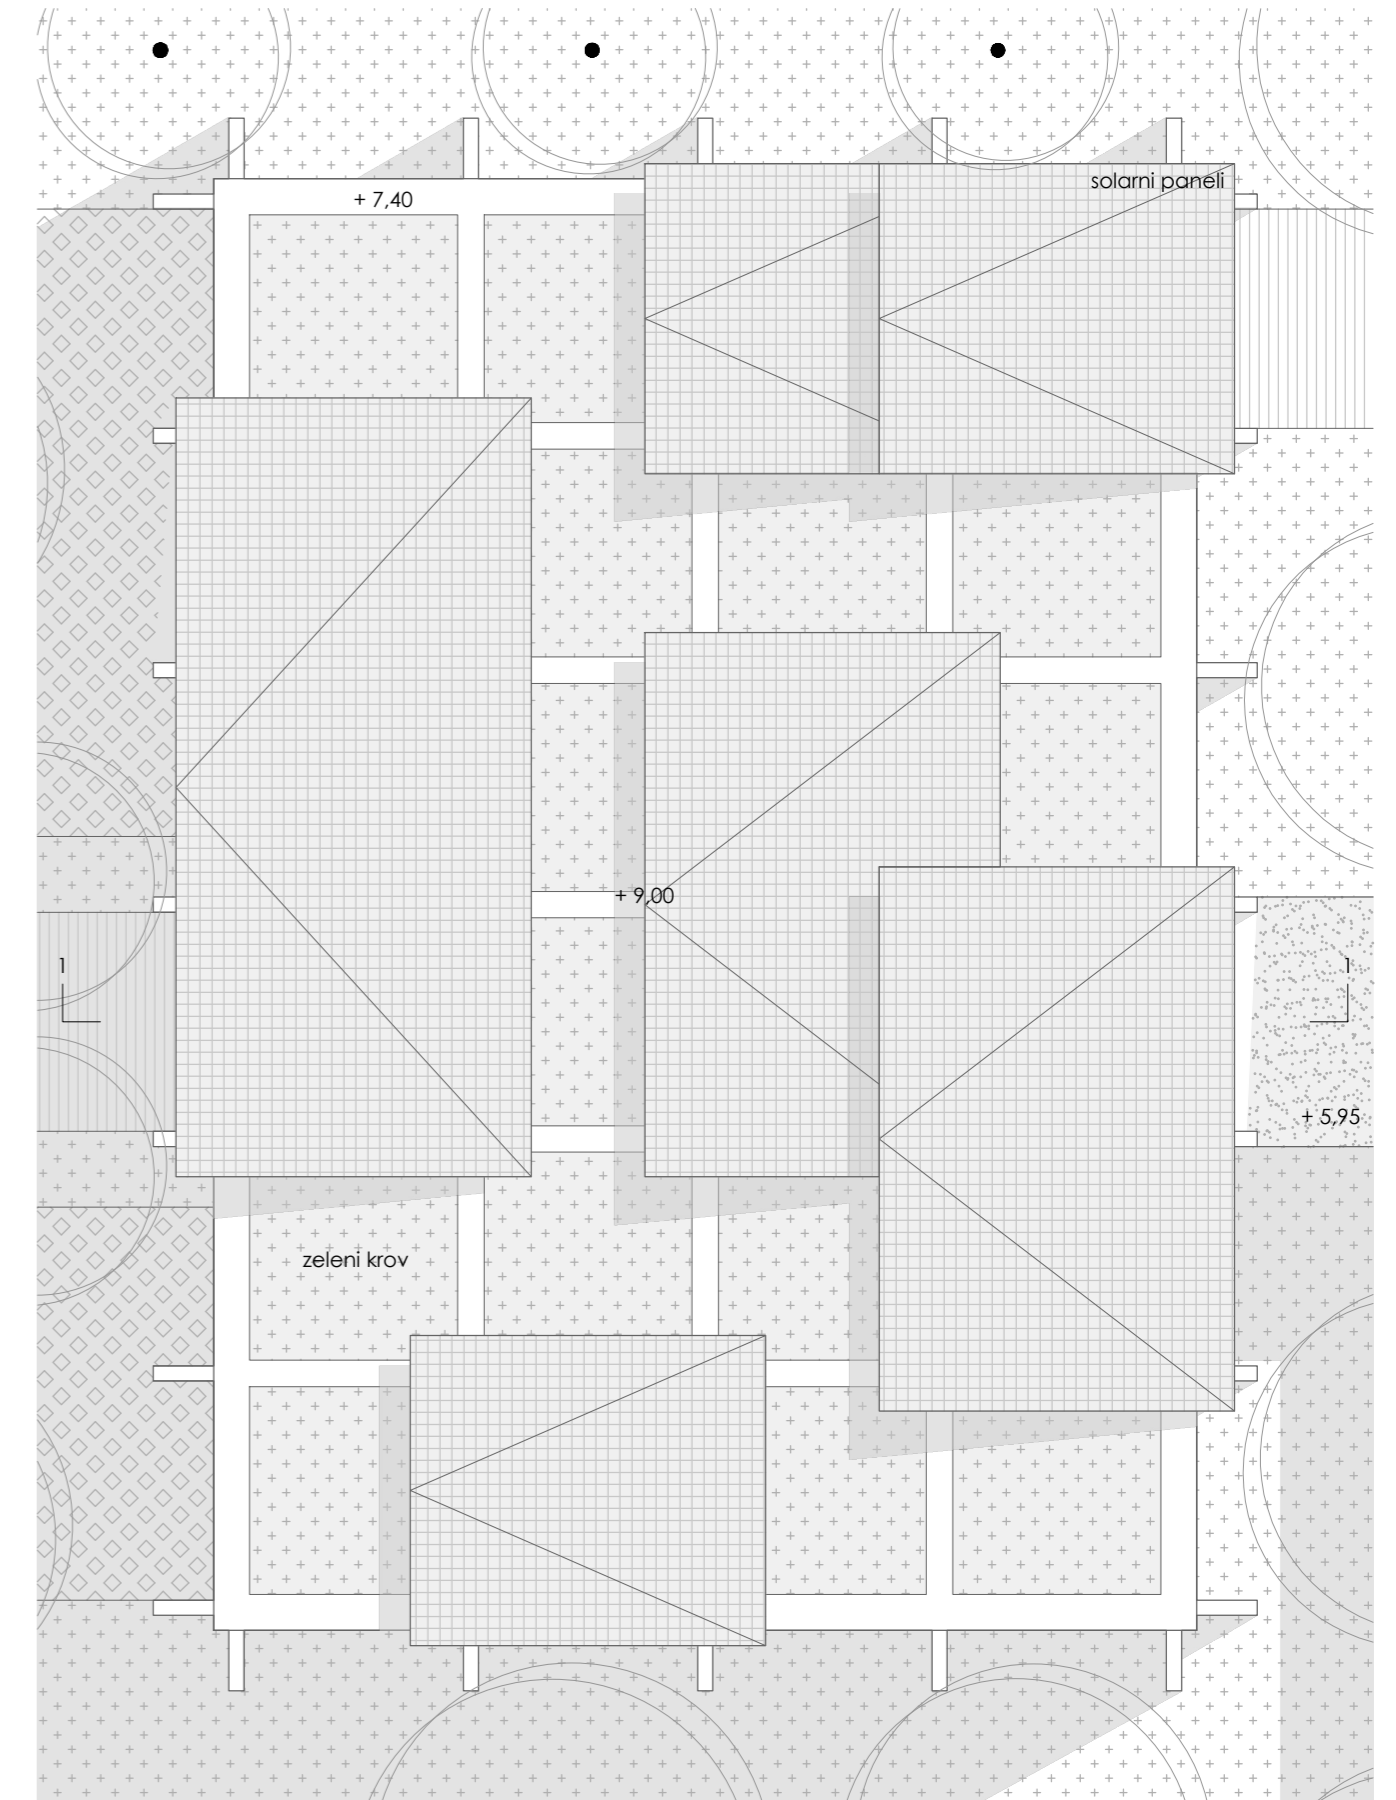 solarni paneli
+ 7,40
+ 9,00
1
1
+ 5,95
zeleni krov